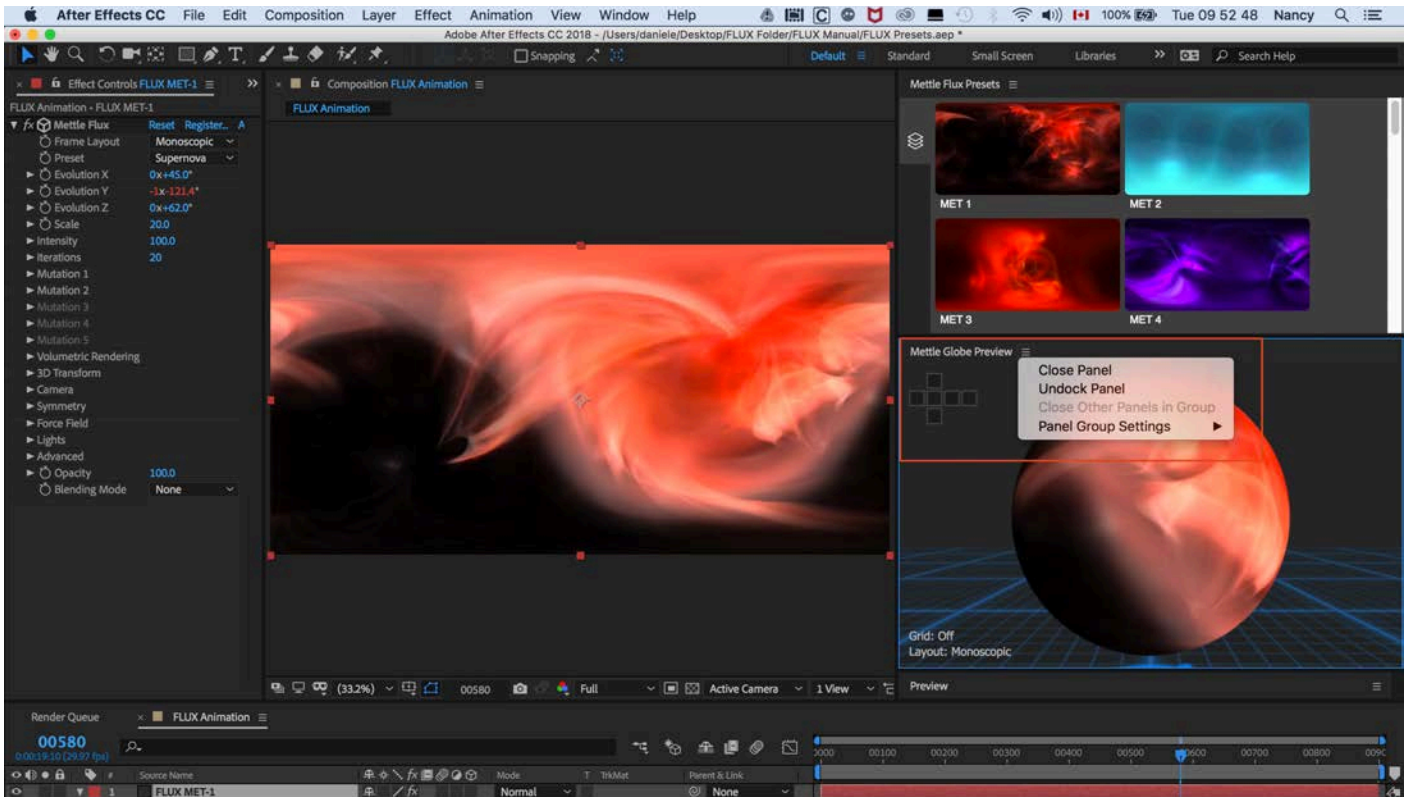 After Effects CC File Edit Composition Layer Effect Animation View Window Help 100% Tue 09 52 48 Nancy
Adobe After Effects CC 2018 - /Users/daniele/Desktop/FLUX Folder/FLUX Manual/FLUX Presets.aep *
T Snapping Default Standard Small Screen Libraries >> Search Help
Effect Controls FLUX MET-1 >>
FLUX Animation • FLUX MET-1
fx Mettle Flux Reset Register... A
Frame Layout Monoscopic
Preset Supernova
Evolution X 0x+45.0°
Evolution Y -1x-121.4°
Evolution Z 0x+62.0°
Scale 20.0
Intensity 100.0
Iterations 20
Mutation 1
Mutation 2
Mutation 3
Mutation 4
Mutation 5
Volumetric Rendering
3D Transform
Camera
Symmetry
Force Field
Lights
Advanced
Opacity 100.0
Blending Mode None
Composition FLUX Animation
FLUX Animation
(33.2%) 00580 Full Active Camera 1 View
Mettle Flux Presets
MET 1 MET 2
MET 3 MET 4
Mettle Globe Preview
Close Panel
Undock Panel
Close Other Panels in Group
Panel Group Settings
Grid: Off
Layout: Monoscopic
Preview
Render Queue FLUX Animation
00580
0:00:19:10 (29.97 fps)
0000 00100 00200 00300 00400 00500 00600 00700 00800
# Source Name fx Mode T TrkMat Parent & Link
1 FLUX MET-1 fx Normal None